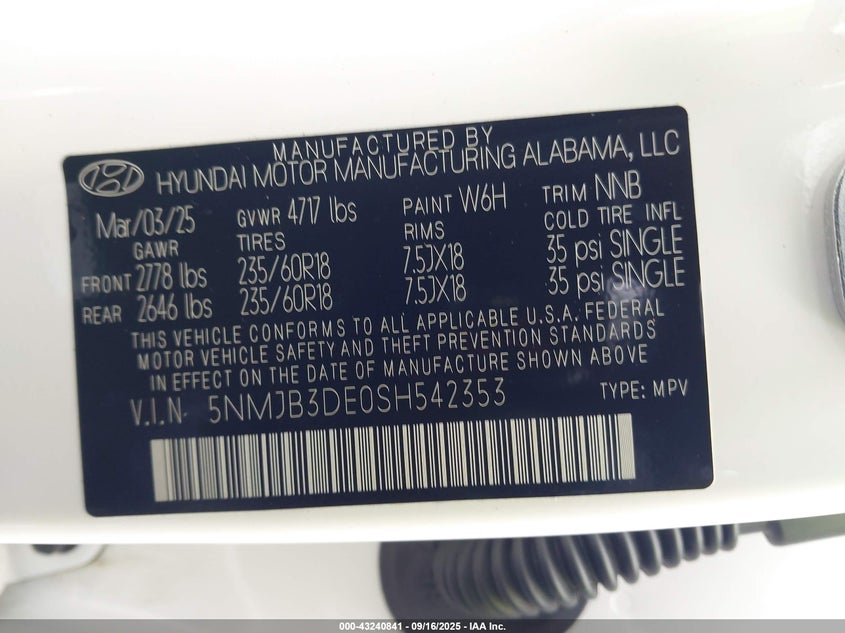 MANUFACTURED BY
HYUNDAI MOTOR MANUFACTURING ALABAMA, LLC
Mar/03/25 GVWR 4717 lbs PAINT W6H TRIM NNB
GAWR TIRES RIMS COLD TIRE INFL
FRONT 2778 lbs 235/60R18 7.5JX18 35 psi SINGLE
REAR 2646 lbs 235/60R18 7.5JX18 35 psi SINGLE
THIS VEHICLE CONFORMS TO ALL APPLICABLE U.S.A. FEDERAL
MOTOR VEHICLE SAFETY AND THEFT PREVENTION STANDARDS
IN EFFECT ON THE DATE OF MANUFACTURE SHOWN ABOVE
V.I.N 5NMJB3DE0SH542353 TYPE: MPV
000-43240841 - 09/16/2025 - IAA Inc.